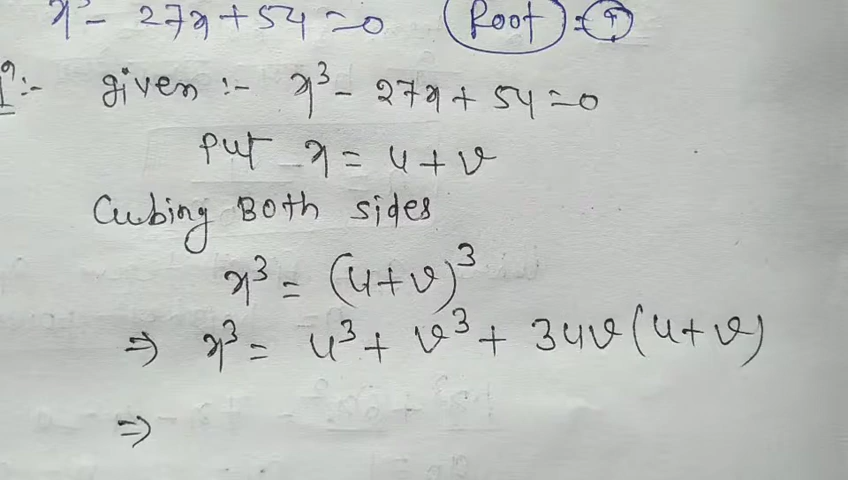 x³ - 27x + 54 = 0 (Root) = ?
given :- x³ - 27x + 54 = 0
Put x = u + v
Cubing Both sides
x³ = (u+v)³
⇒ x³ = u³ + v³ + 3uv(u+v)
⇒